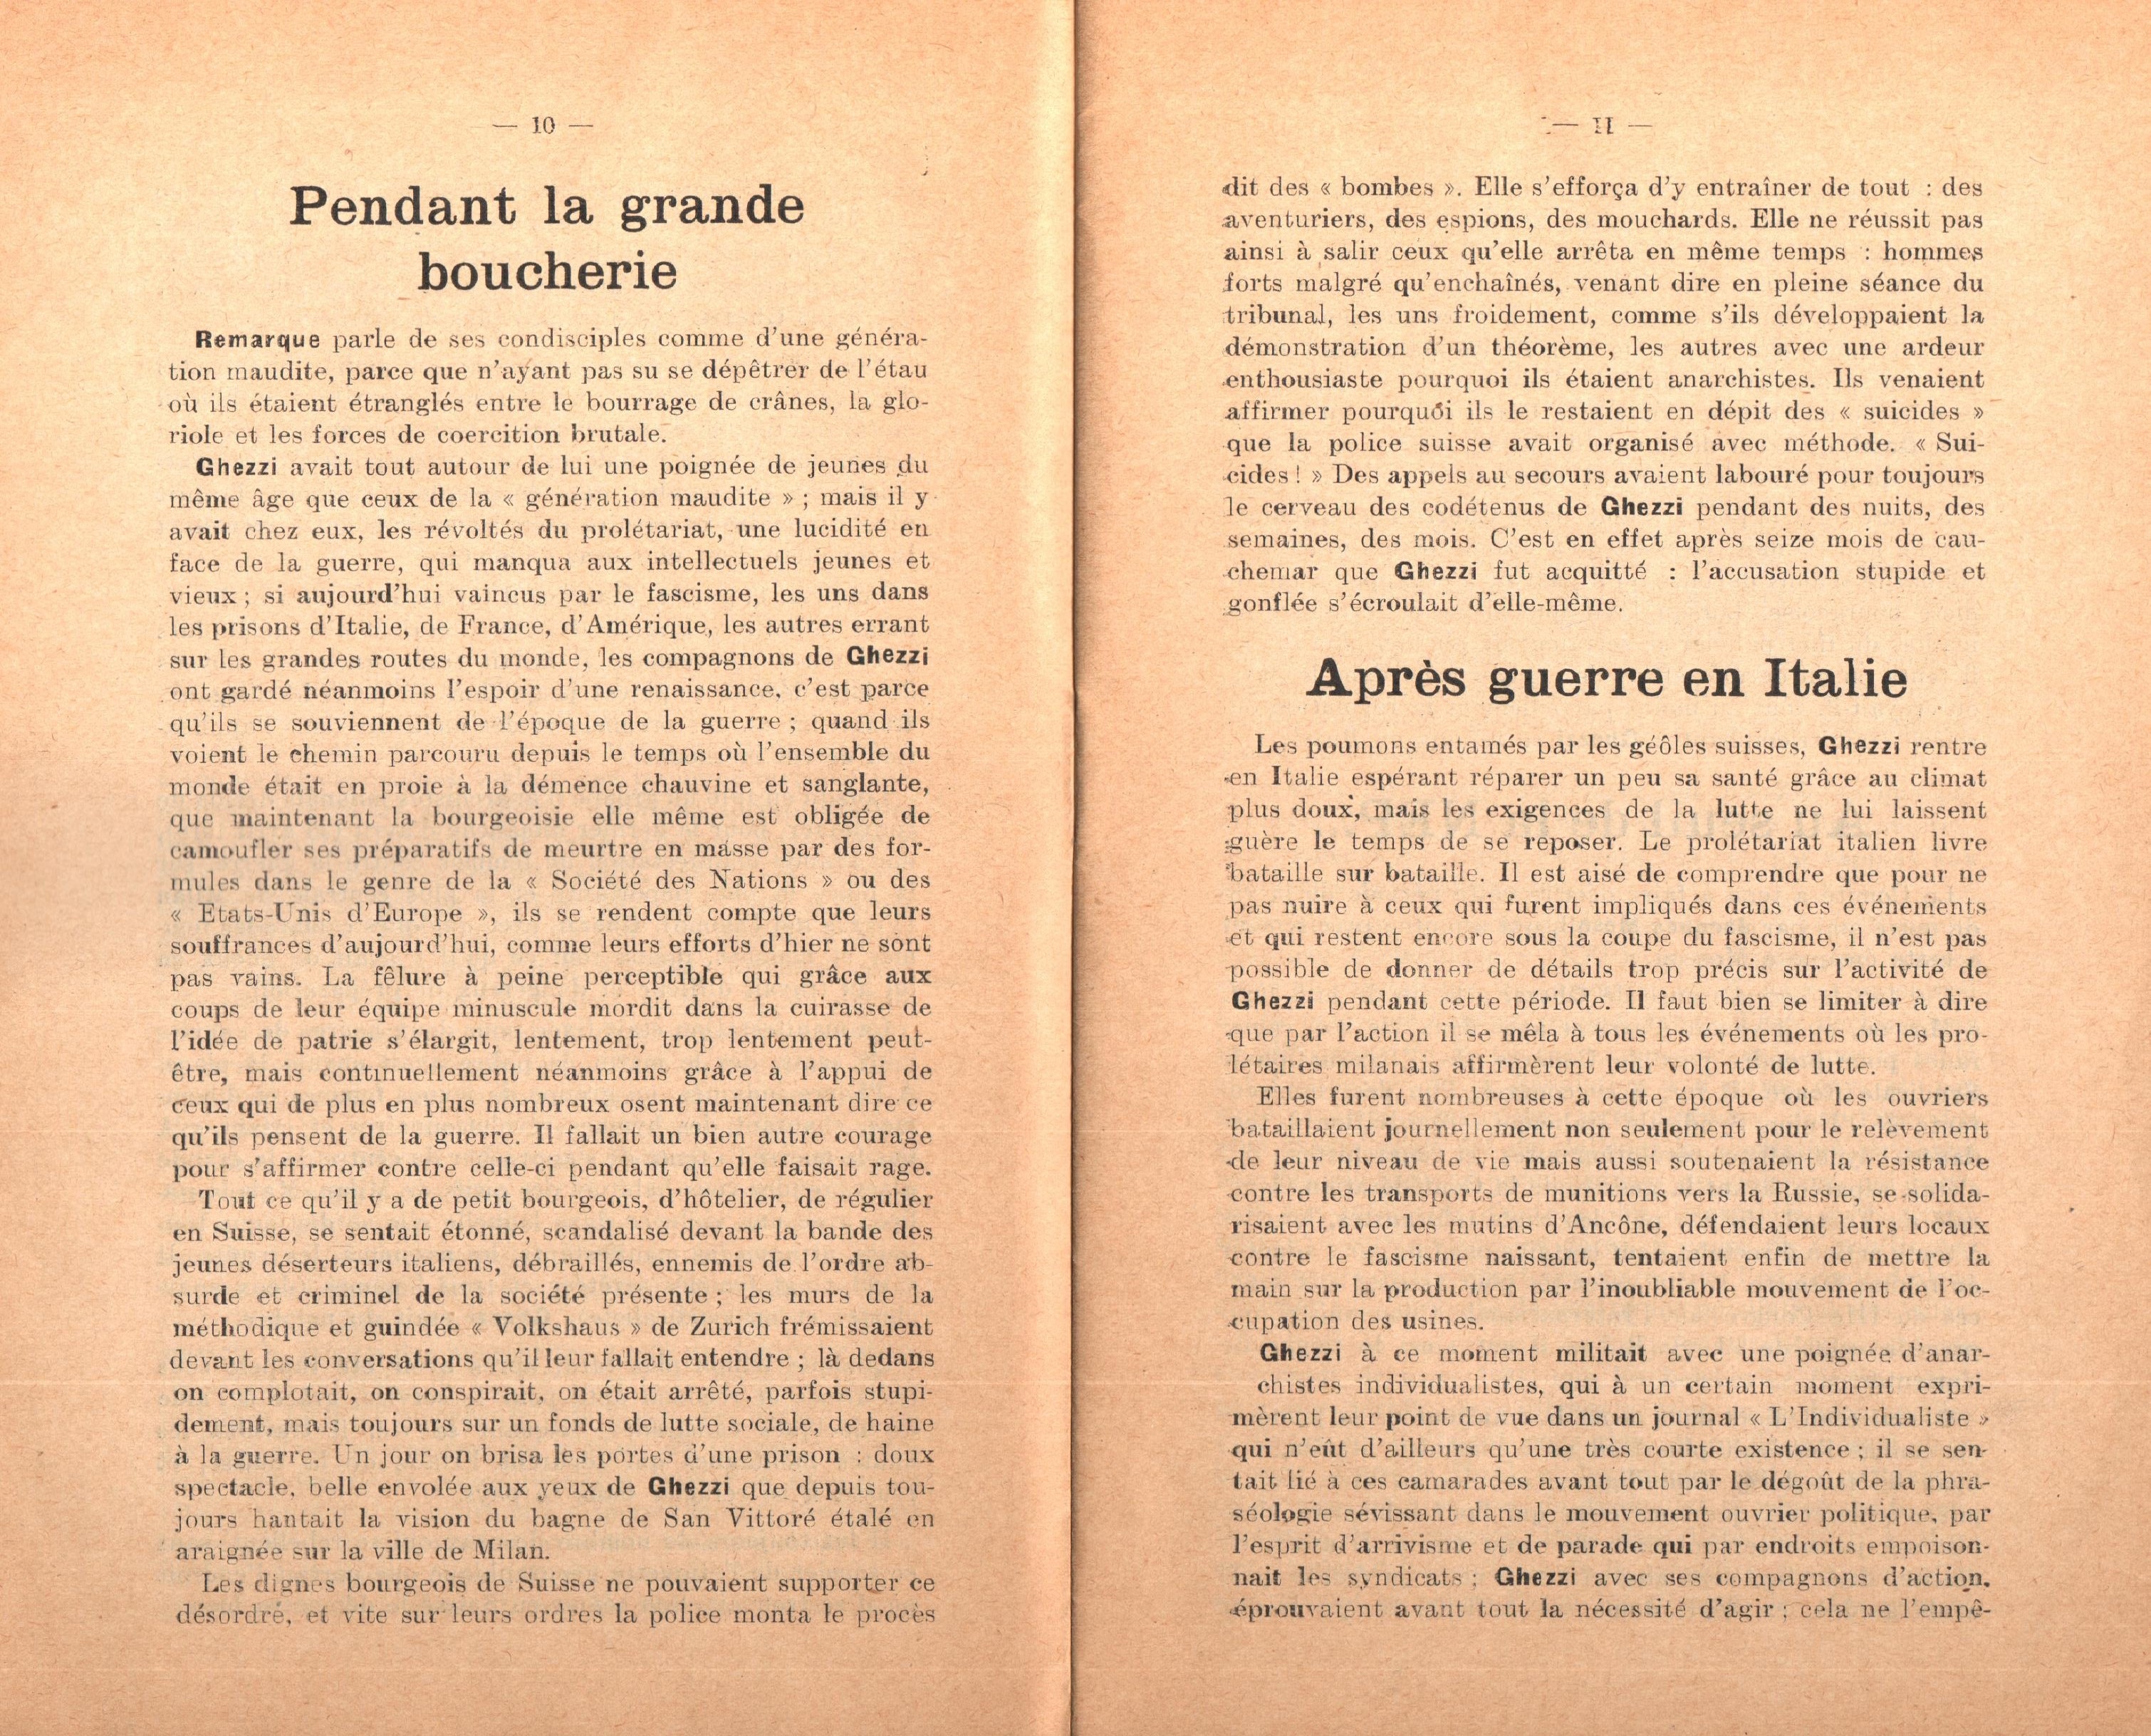 — 10 —
Pendant la grande
boucherie
Remarque parle de ses condisciples comme d'une généra-
tion maudite, parce que n'ayant pas su se dépêtrer de l'étau
où ils étaient étranglés entre le bourrage de crânes, la glo-
riole et les forces de coercition brutale.
Ghezzi avait tout autour de lui une poignée de jeunes du
même âge que ceux de la « génération maudite » ; mais il y
avait chez eux, les révoltés du prolétariat, une lucidité en
face de la guerre, qui manqua aux intellectuels jeunes et
vieux ; si aujourd'hui vaincus par le fascisme, les uns dans
les prisons d'Italie, de France, d'Amérique, les autres errant
sur les grandes routes du monde, les compagnons de Ghezzi
ont gardé néanmoins l'espoir d'une renaissance, c'est parce
qu'ils se souviennent de l'époque de la guerre ; quand ils
voient le chemin parcouru depuis le temps où l'ensemble du
monde était en proie à la démence chauvine et sanglante,
que maintenant la bourgeoisie elle même est obligée de
camoufler ses préparatifs de meurtre en masse par des for-
mules dans le genre de la « Société des Nations » ou des
« Etats-Unis d'Europe », ils se rendent compte que leurs
souffrances d'aujourd'hui, comme leurs efforts d'hier ne sont
pas vains. La fêlure à peine perceptible qui grâce aux
coups de leur équipe minuscule mordit dans la cuirasse de
l'idée de patrie s'élargit, lentement, trop lentement peut-
être, mais continuellement néanmoins grâce à l'appui de
ceux qui de plus en plus nombreux osent maintenant dire ce
qu'ils pensent de la guerre. Il fallait un bien autre courage
pour s'affirmer contre celle-ci pendant qu'elle faisait rage.
Tout ce qu'il y a de petit bourgeois, d'hôtelier, de régulier
en Suisse, se sentait étonné, scandalisé devant la bande des
jeunes déserteurs italiens, débraillés, ennemis de l'ordre ab-
surde et criminel de la société présente ; les murs de la
méthodique et guindée « Volkshaus » de Zurich frémissaient
devant les conversations qu'il leur fallait entendre ; là dedans
on complotait, on conspirait, on était arrêté, parfois stupi-
dement, mais toujours sur un fonds de lutte sociale, de haine
à la guerre. Un jour on brisa les portes d'une prison : doux
spectacle, belle envolée aux yeux de Ghezzi que depuis tou-
jours hantait la vision du bagne de San Vittoré étalé en
araignée sur la ville de Milan.
Les dignes bourgeois de Suisse ne pouvaient supporter ce
désordre, et vite sur leurs ordres la police monta le procès
— 11 —
dit des « bombes ». Elle s'efforça d'y entraîner de tout : des
aventuriers, des espions, des mouchards. Elle ne réussit pas
ainsi à salir ceux qu'elle arrêta en même temps : hommes
forts malgré qu'enchaînés, venant dire en pleine séance du
tribunal, les uns froidement, comme s'ils développaient la
démonstration d'un théorème, les autres avec une ardeur
enthousiaste pourquoi ils étaient anarchistes. Ils venaient
affirmer pourquoi ils le restaient en dépit des « suicides »
que la police suisse avait organisé avec méthode. « Sui-
cides ! » Des appels au secours avaient labouré pour toujours
le cerveau des codétenus de Ghezzi pendant des nuits, des
semaines, des mois. C'est en effet après seize mois de cau-
chemar que Ghezzi fut acquitté : l'accusation stupide et
gonflée s'écroulait d'elle-même.
Après guerre en Italie
Les poumons entamés par les géôles suisses, Ghezzi rentre
en Italie espérant réparer un peu sa santé grâce au climat
plus doux, mais les exigences de la lutte ne lui laissent
guère le temps de se reposer. Le prolétariat italien livre
bataille sur bataille. Il est aisé de comprendre que pour ne
pas nuire à ceux qui furent impliqués dans ces événements
et qui restent encore sous la coupe du fascisme, il n'est pas
possible de donner de détails trop précis sur l'activité de
Ghezzi pendant cette période. Il faut bien se limiter à dire
que par l'action il se mêla à tous les événements où les pro-
létaires milanais affirmèrent leur volonté de lutte.
Elles furent nombreuses à cette époque où les ouvriers
bataillaient journellement non seulement pour le relèvement
de leur niveau de vie mais aussi soutenaient la résistance
contre les transports de munitions vers la Russie, se solida-
risaient avec les mutins d'Ancône, défendaient leurs locaux
contre le fascisme naissant, tentaient enfin de mettre la
main sur la production par l'inoubliable mouvement de l'oc-
cupation des usines.
Ghezzi à ce moment militait avec une poignée d'anar-
chistes individualistes, qui à un certain moment expri-
mèrent leur point de vue dans un journal « L'Individualiste »
qui n'eût d'ailleurs qu'une très courte existence ; il se sen-
tait lié à ces camarades avant tout par le dégoût de la phra-
séologie sévissant dans le mouvement ouvrier politique, par
l'esprit d'arrivisme et de parade qui par endroits empoison-
nait les syndicats ; Ghezzi avec ses compagnons d'action,
éprouvaient avant tout la nécessité d'agir ; cela ne l'empê-